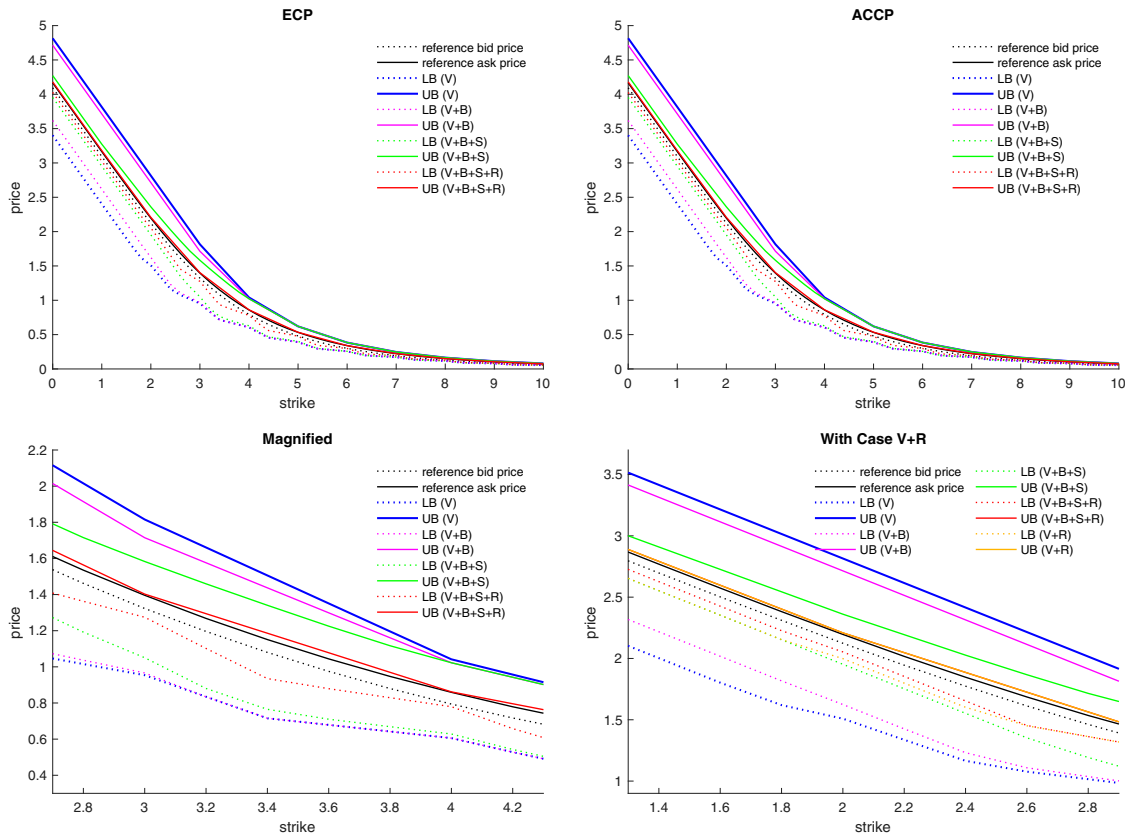 ECP
5
4.5
4
3.5
3
2.5
2
1.5
1
0.5
0
price
0 1 2 3 4 5 6 7 8 9 10
strike
reference bid price
reference ask price
LB (V)
UB (V)
LB (V+B)
UB (V+B)
LB (V+B+S)
UB (V+B+S)
LB (V+B+S+R)
UB (V+B+S+R)
ACCP
5
4.5
4
3.5
3
2.5
2
1.5
1
0.5
0
price
0 1 2 3 4 5 6 7 8 9 10
strike
reference bid price
reference ask price
LB (V)
UB (V)
LB (V+B)
UB (V+B)
LB (V+B+S)
UB (V+B+S)
LB (V+B+S+R)
UB (V+B+S+R)
Magnified
2.2
2
1.8
1.6
1.4
1.2
1
0.8
0.6
0.4
price
2.8 3 3.2 3.4 3.6 3.8 4 4.2
strike
reference bid price
reference ask price
LB (V)
UB (V)
LB (V+B)
UB (V+B)
LB (V+B+S)
UB (V+B+S)
LB (V+B+S+R)
UB (V+B+S+R)
With Case V+R
3.5
3
2.5
2
1.5
1
price
1.4 1.6 1.8 2 2.2 2.4 2.6 2.8
strike
reference bid price
reference ask price
LB (V)
UB (V)
LB (V+B)
UB (V+B)
LB (V+B+S)
UB (V+B+S)
LB (V+B+S+R)
UB (V+B+S+R)
LB (V+R)
UB (V+R)